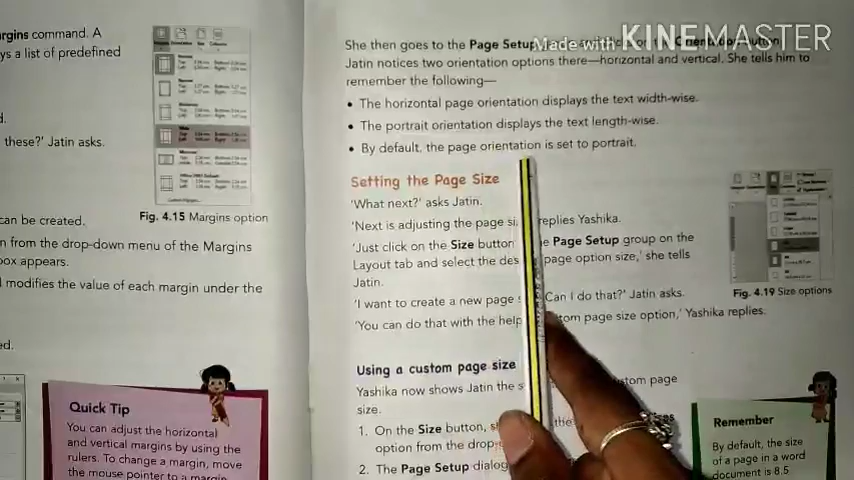 argins command. A
ys a list of predefined
these?' Jatin asks.
Fig. 4.15 Margins option
can be created.
n from the drop-down menu of the Margins
box appears.
l modifies the value of each margin under the
ed.
Quick Tip
You can adjust the horizontal
and vertical margins by using the
rulers. To change a margin, move
the mouse pointer to a margin
Made with KINEMASTER
She then goes to the Page Setup
Jatin notices two orientation options there—horizontal and vertical. She tells him to
remember the following—
• The horizontal page orientation displays the text width-wise.
• The portrait orientation displays the text length-wise.
• By default, the page orientation is set to portrait.
Setting the Page Size
'What next?' asks Jatin.
'Next is adjusting the page si replies Yashika.
'Just click on the Size button Page Setup group on the
Layout tab and select the des page option size,' she tells
Jatin.
'I want to create a new page Can I do that?' Jatin asks.
'You can do that with the help tom page size option,' Yashika replies.
Fig. 4.19 Size options
Using a custom page size
Yashika now shows Jatin the s tom page
size.
1. On the Size button, the
option from the drop-
2. The Page Setup dialog
Remember
By default, the size
of a page in a word
document is 8.5